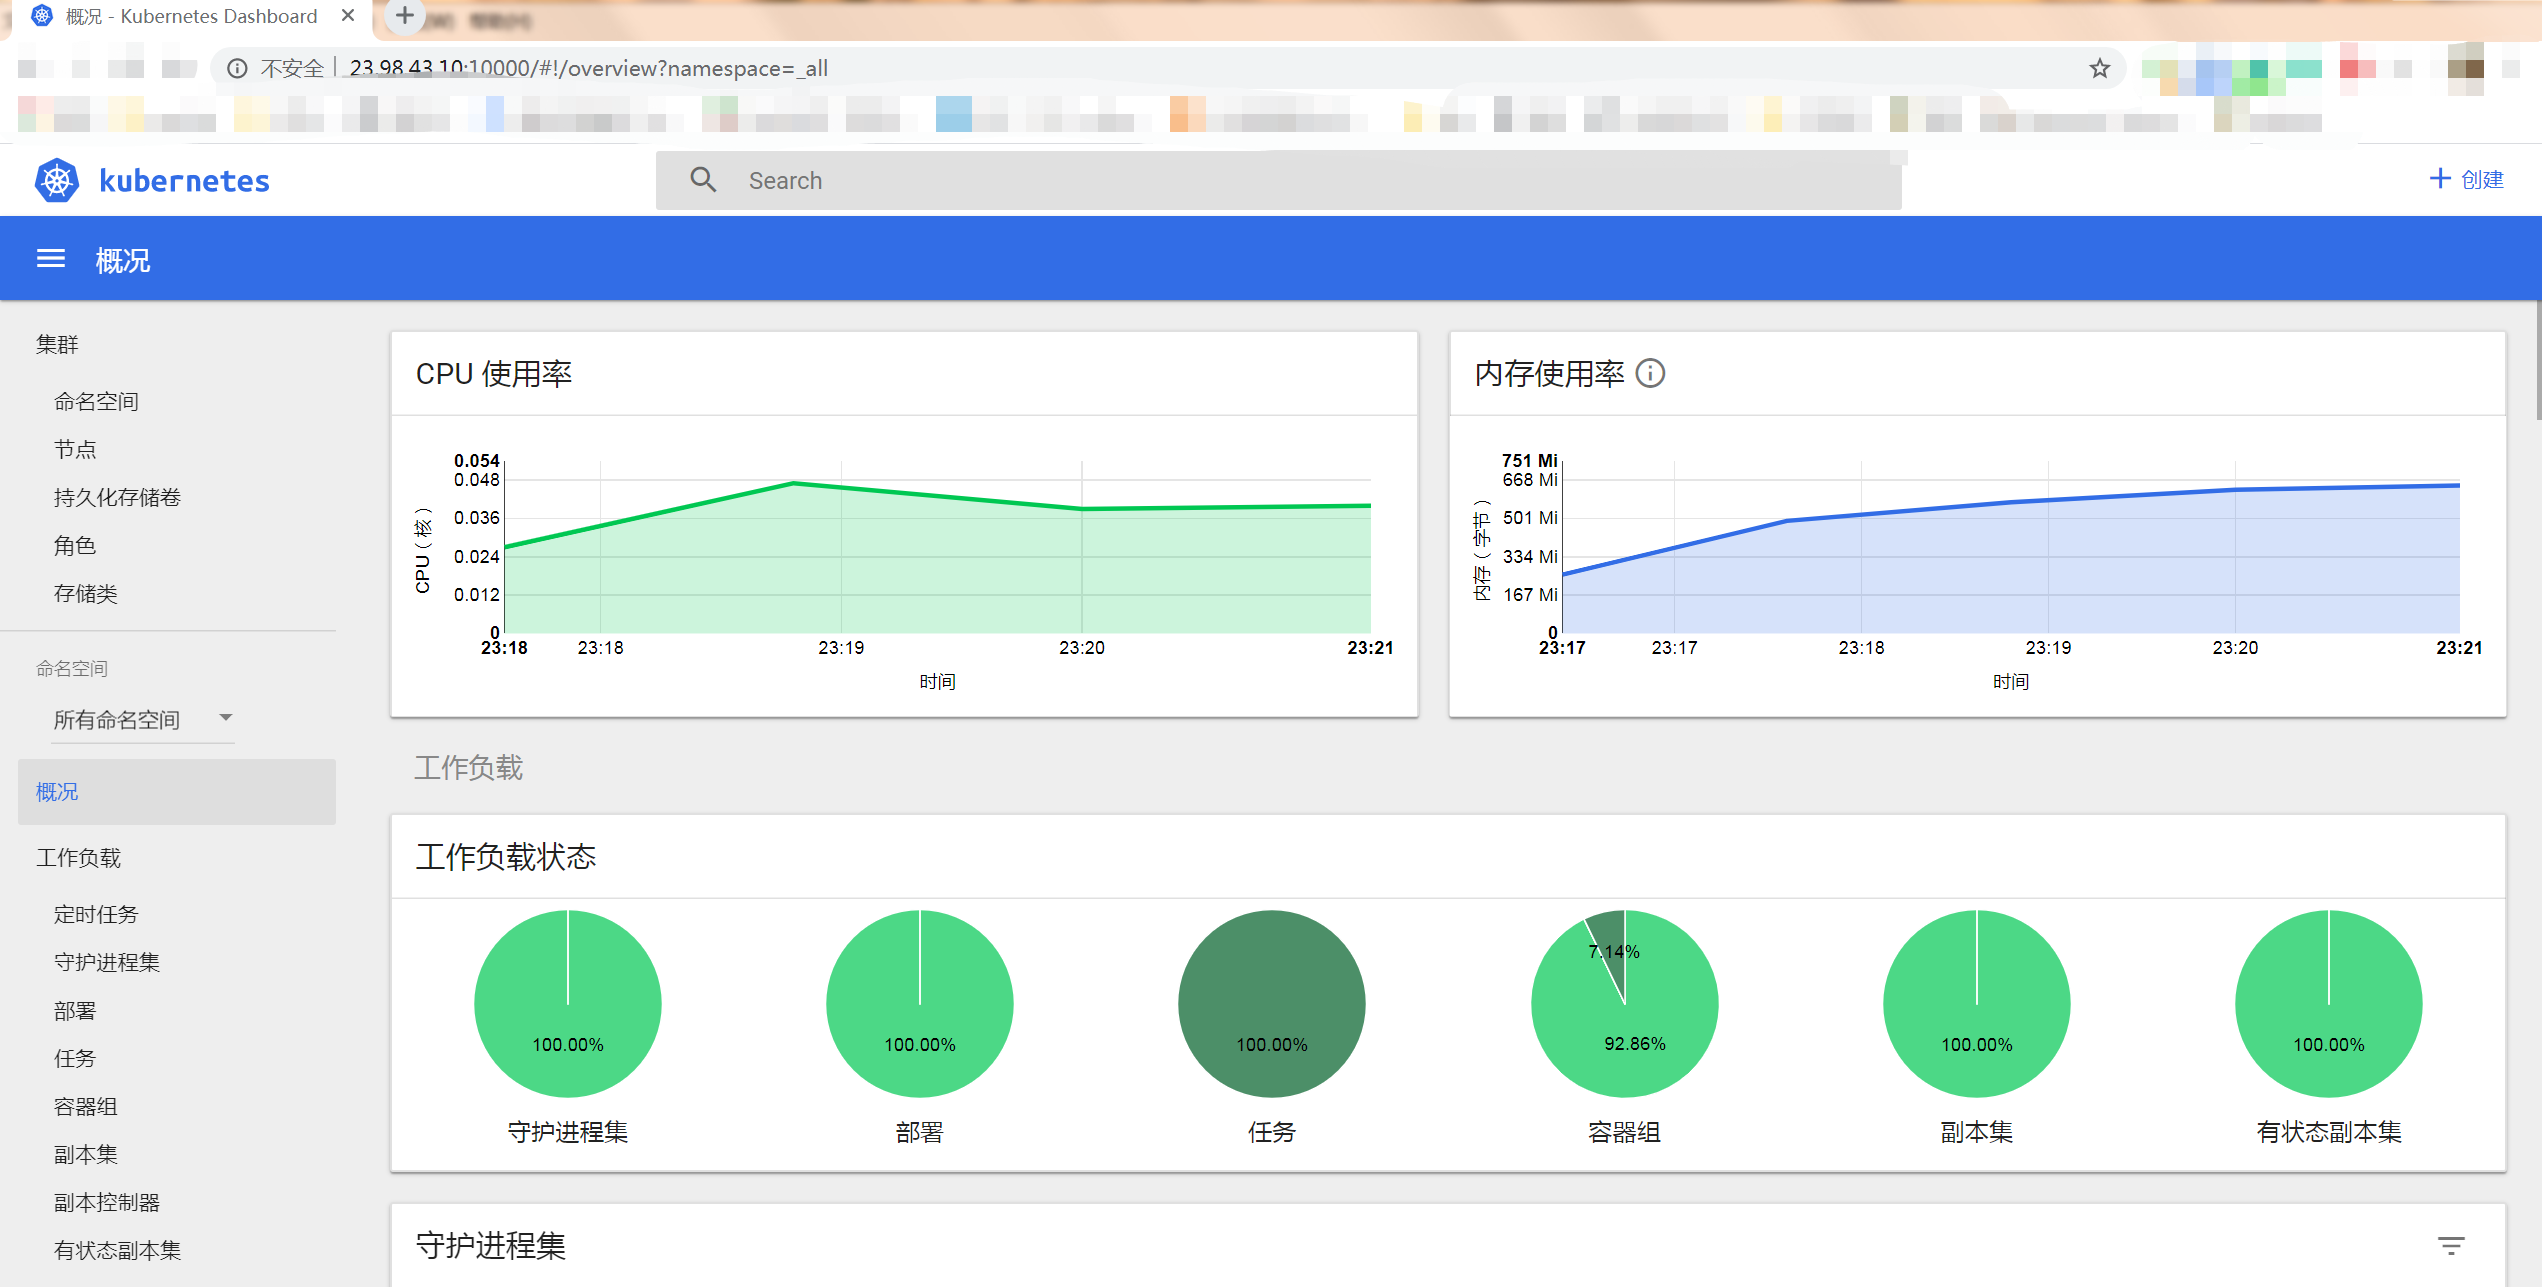 概况 - Kubernetes Dashboard
帮助(H)
不安全 | 23.98.43.10:10000/#!/overview?namespace=_all
kubernetes
Search
创建
概况
集群
命名空间
节点
持久化存储卷
角色
存储类
命名空间
所有命名空间
概况
工作负载
定时任务
守护进程集
部署
任务
容器组
副本集
副本控制器
有状态副本集
CPU 使用率
CPU（核）
0.054
0.048
0.036
0.024
0.012
0
23:18 23:18 23:19 23:20 23:21
时间
内存使用率
内存（字节）
751 Mi
668 Mi
501 Mi
334 Mi
167 Mi
0
23:17 23:17 23:18 23:19 23:20 23:21
时间
工作负载
工作负载状态
100.00%
守护进程集
100.00%
部署
100.00%
任务
7.14%
92.86%
容器组
100.00%
副本集
100.00%
有状态副本集
守护进程集